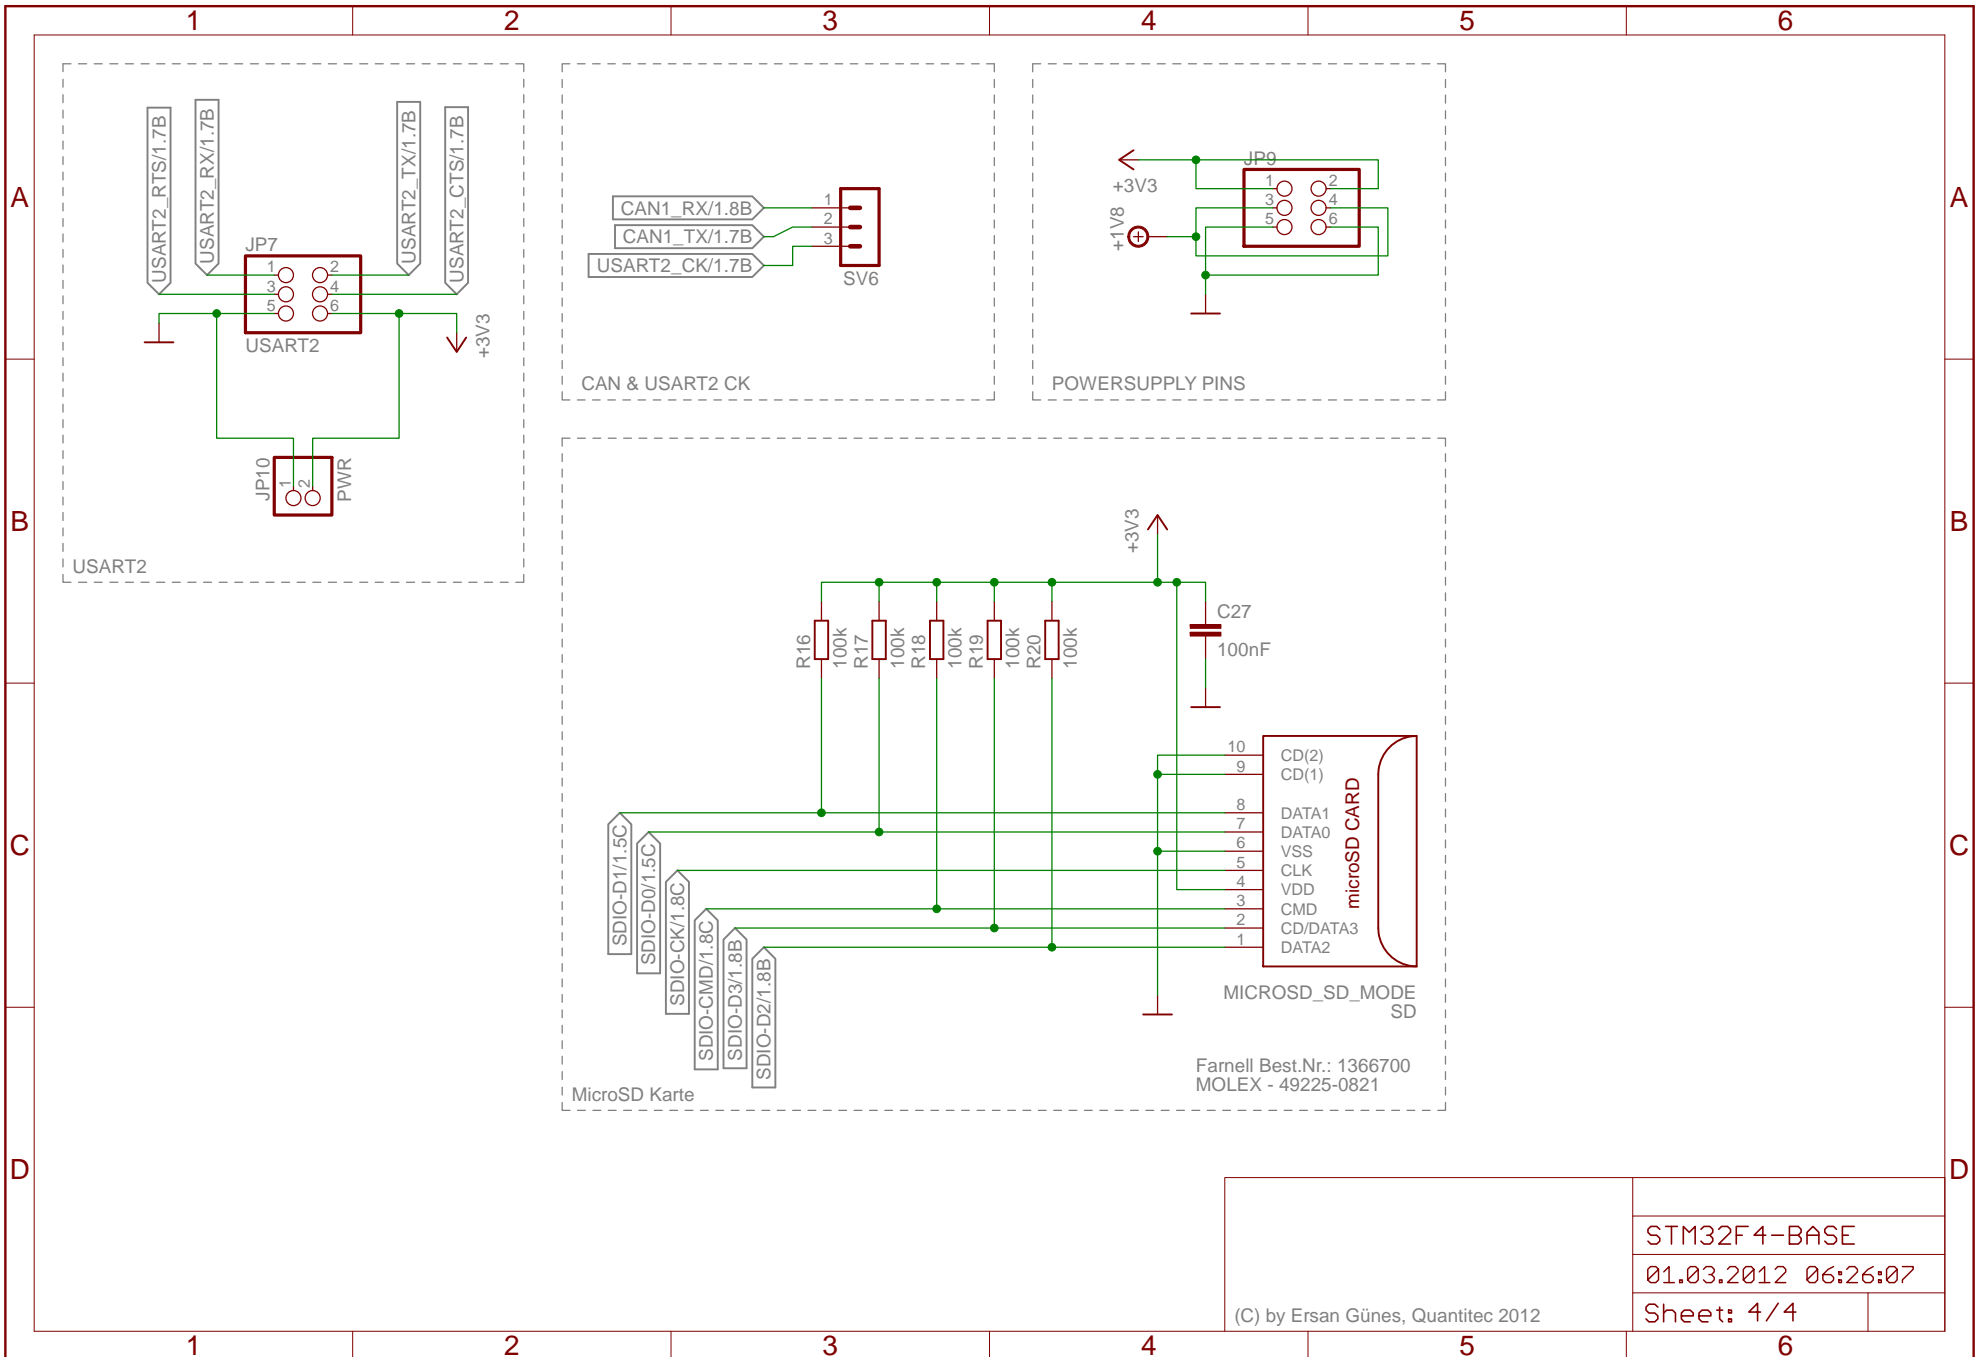 1 2 3 4 5 6
A A
B B
C C
D D
USART2_RTS/1.7B
USART2_RX/1.7B
USART2_TX/1.7B
USART2_CTS/1.7B
JP7
1 2
3 4
5 6
USART2
+3V3
JP10
1
2
PWR
USART2
CAN1_RX/1.8B
CAN1_TX/1.7B
USART2_CK/1.7B
1
2
3
SV6
CAN & USART2 CK
+3V3
+1V8
JP9
1 2
3 4
5 6
POWERSUPPLY PINS
+3V3
R16 100k
R17 100k
R18 100k
R19 100k
R20 100k
C27
100nF
10 CD(2)
9 CD(1)
8 DATA1
7 DATA0
6 VSS
5 CLK
4 VDD
3 CMD
2 CD/DATA3
1 DATA2
microSD CARD
SDIO-D1/1.5C
SDIO-D0/1.5C
SDIO-CK/1.8C
SDIO-CMD/1.8C
SDIO-D3/1.8B
SDIO-D2/1.8B
MICROSD_SD_MODE
SD
Farnell Best.Nr.: 1366700
MOLEX - 49225-0821
MicroSD Karte
STM32F4-BASE
01.03.2012 06:26:07
Sheet: 4/4
(C) by Ersan Günes, Quantitec 2012
1 2 3 4 5 6